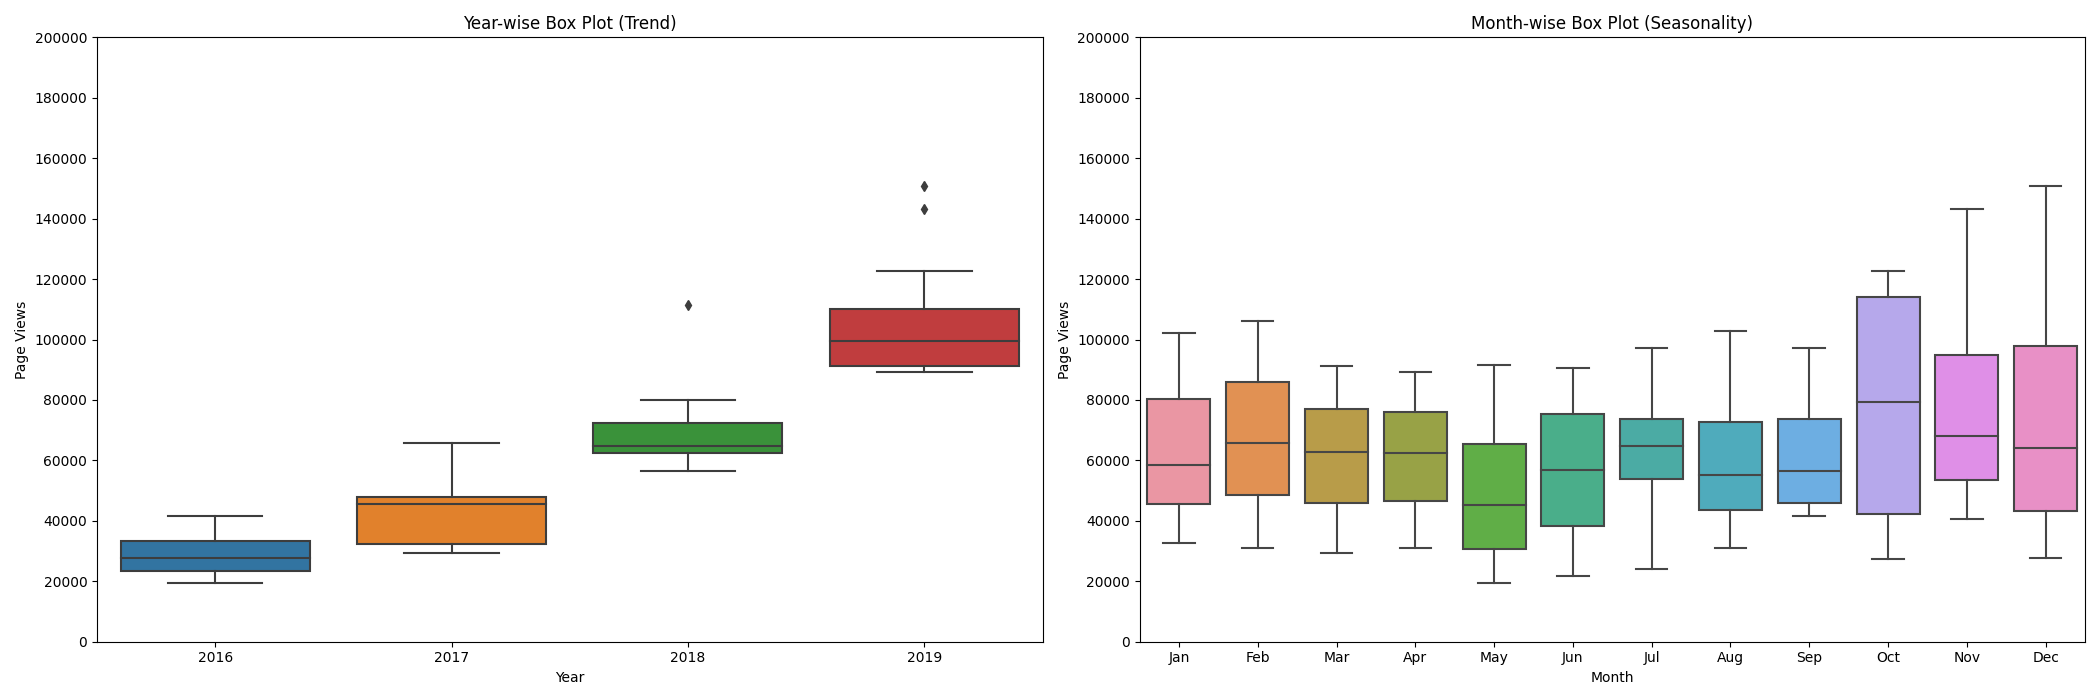 Year-wise Box Plot (Trend)
Page Views
200000
180000
160000
140000
120000
100000
80000
60000
40000
20000
0
2016 2017 2018 2019
Year
Month-wise Box Plot (Seasonality)
Page Views
200000
180000
160000
140000
120000
100000
80000
60000
40000
20000
0
Jan Feb Mar Apr May Jun Jul Aug Sep Oct Nov Dec
Month